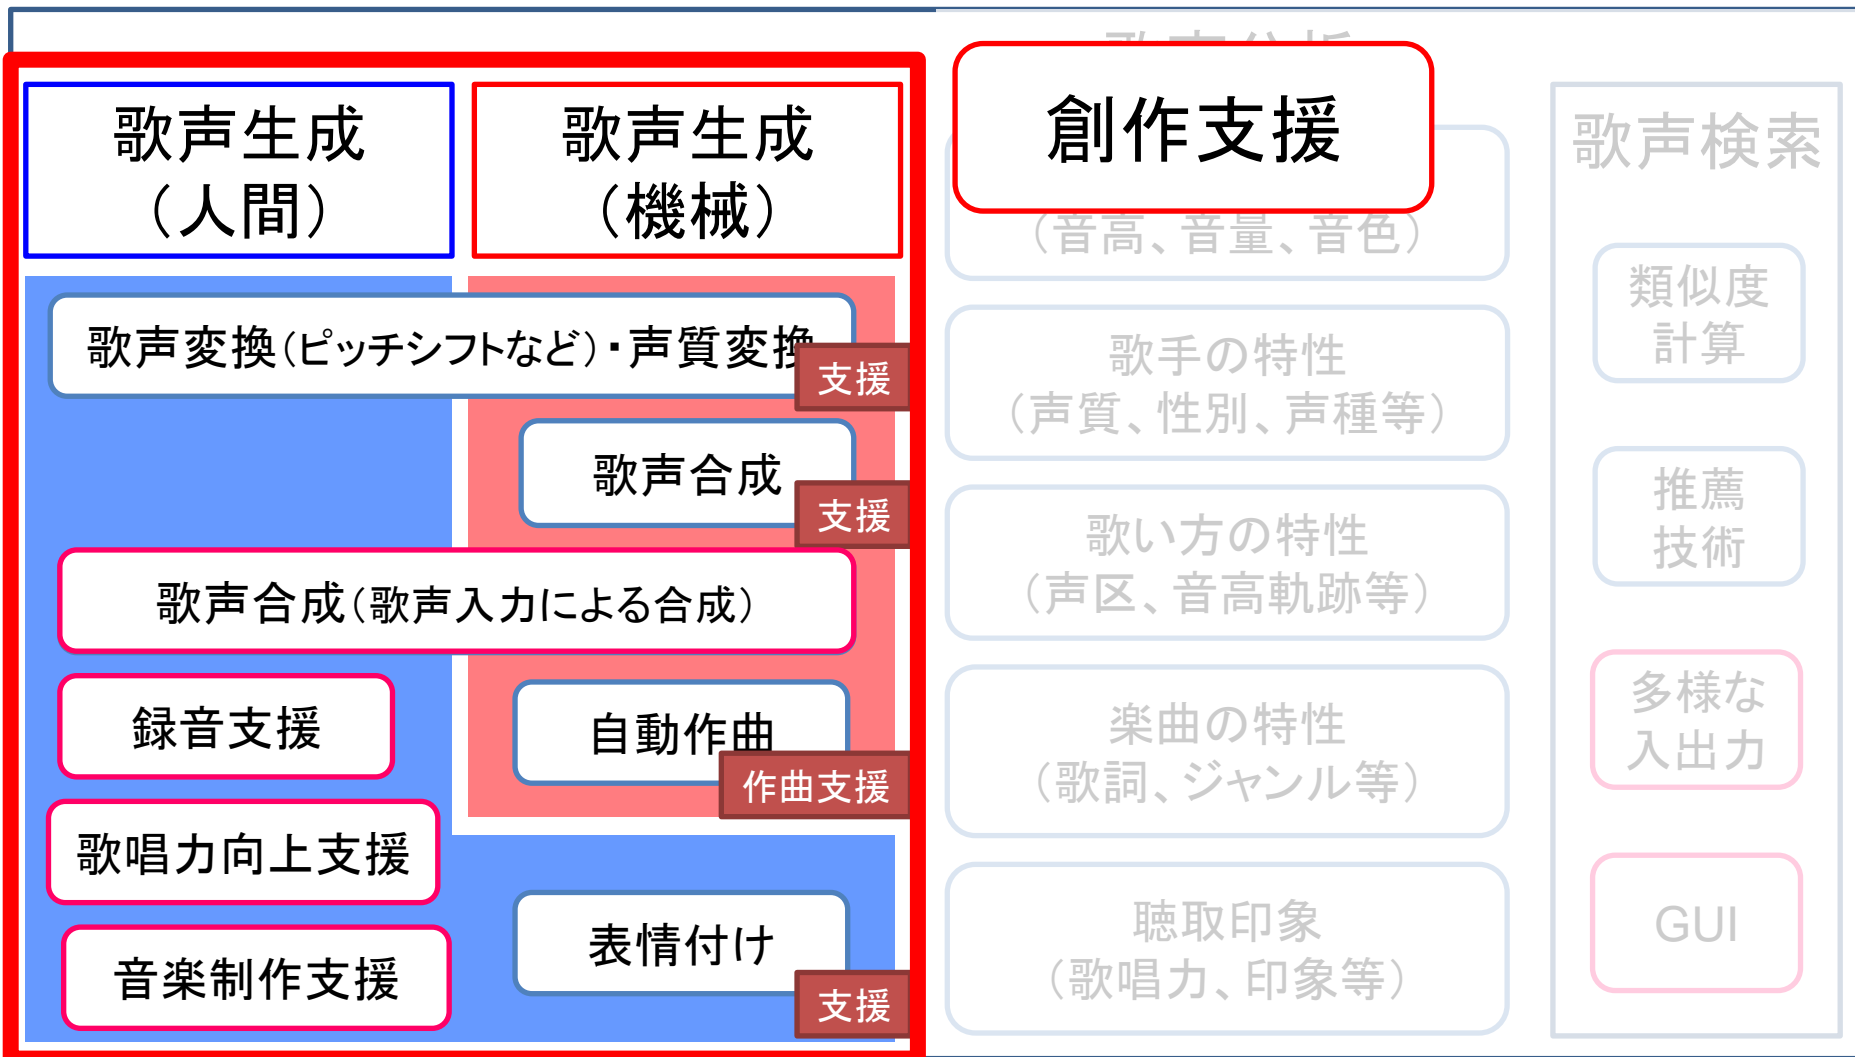 歌声生成
（人間）
歌声生成
（機械）
歌声変換（ピッチシフトなど）・声質変換
支援
歌声合成
支援
歌声合成（歌声入力による合成）
録音支援
自動作曲
作曲支援
歌唱力向上支援
表情付け
支援
音楽制作支援
創作支援
（音高、音量、音色）
歌手の特性
（声質、性別、声種等）
歌い方の特性
（声区、音高軌跡等）
楽曲の特性
（歌詞、ジャンル等）
聴取印象
（歌唱力、印象等）
歌声検索
類似度
計算
推薦
技術
多様な
入出力
GUI